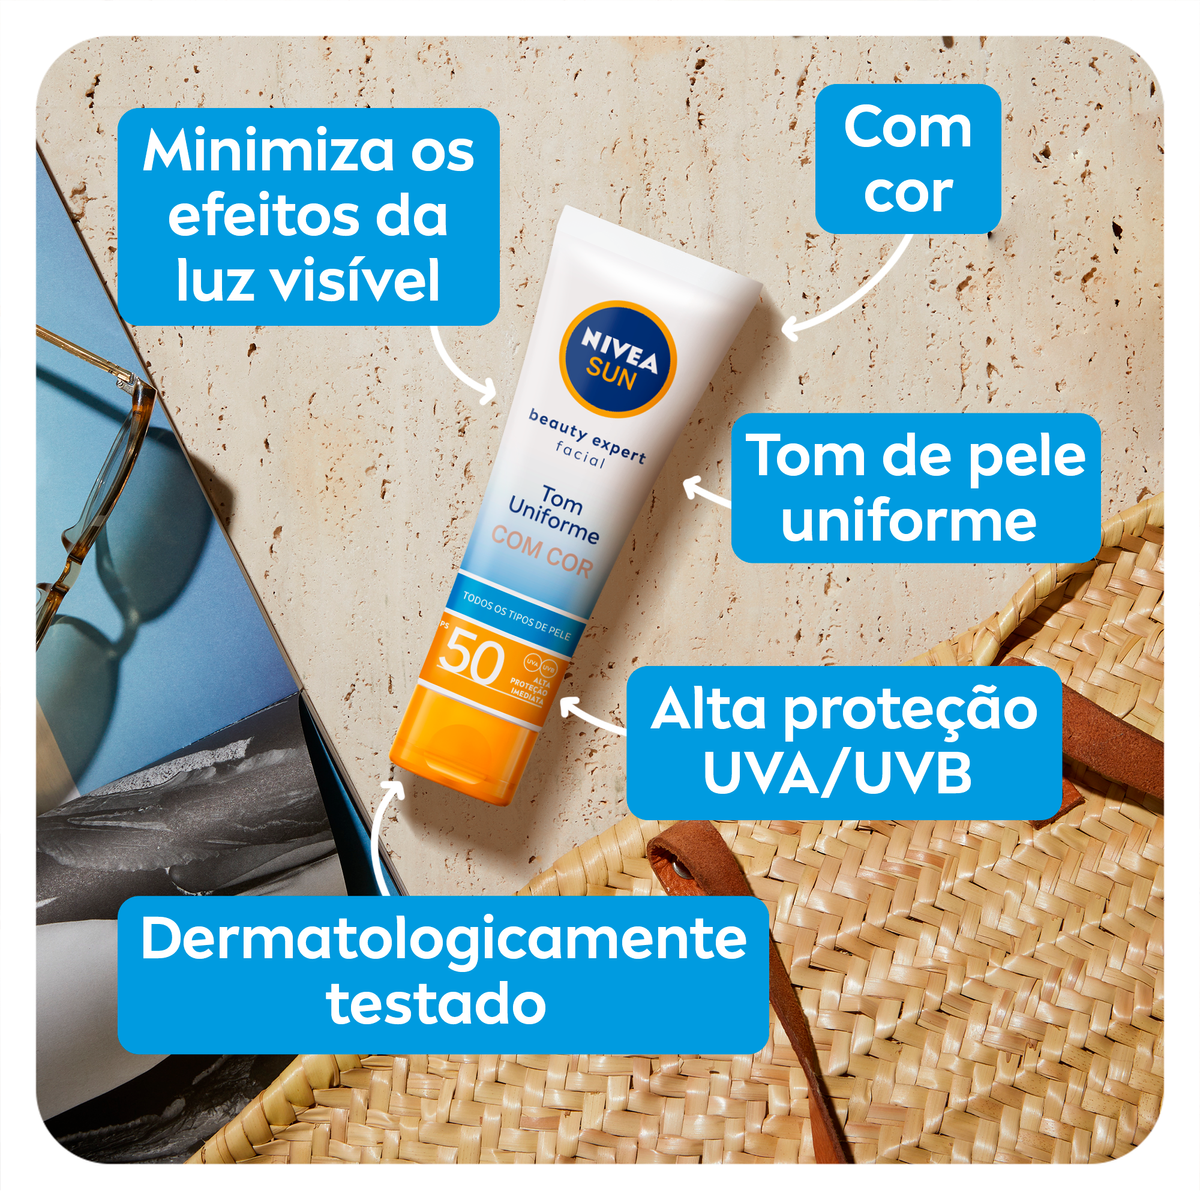 Minimiza os
efeitos da
luz visível
Com
cor
NIVEA
SUN
beauty expert
facial
Tom
Uniforme
COM COR
Tom de pele
uniforme
TODOS OS TIPOS DE PELE
FPS
50
UVA UVB
ALTA
PROTEÇÃO
IMEDIATA
Alta proteção
UVA/UVB
Dermatologicamente
testado